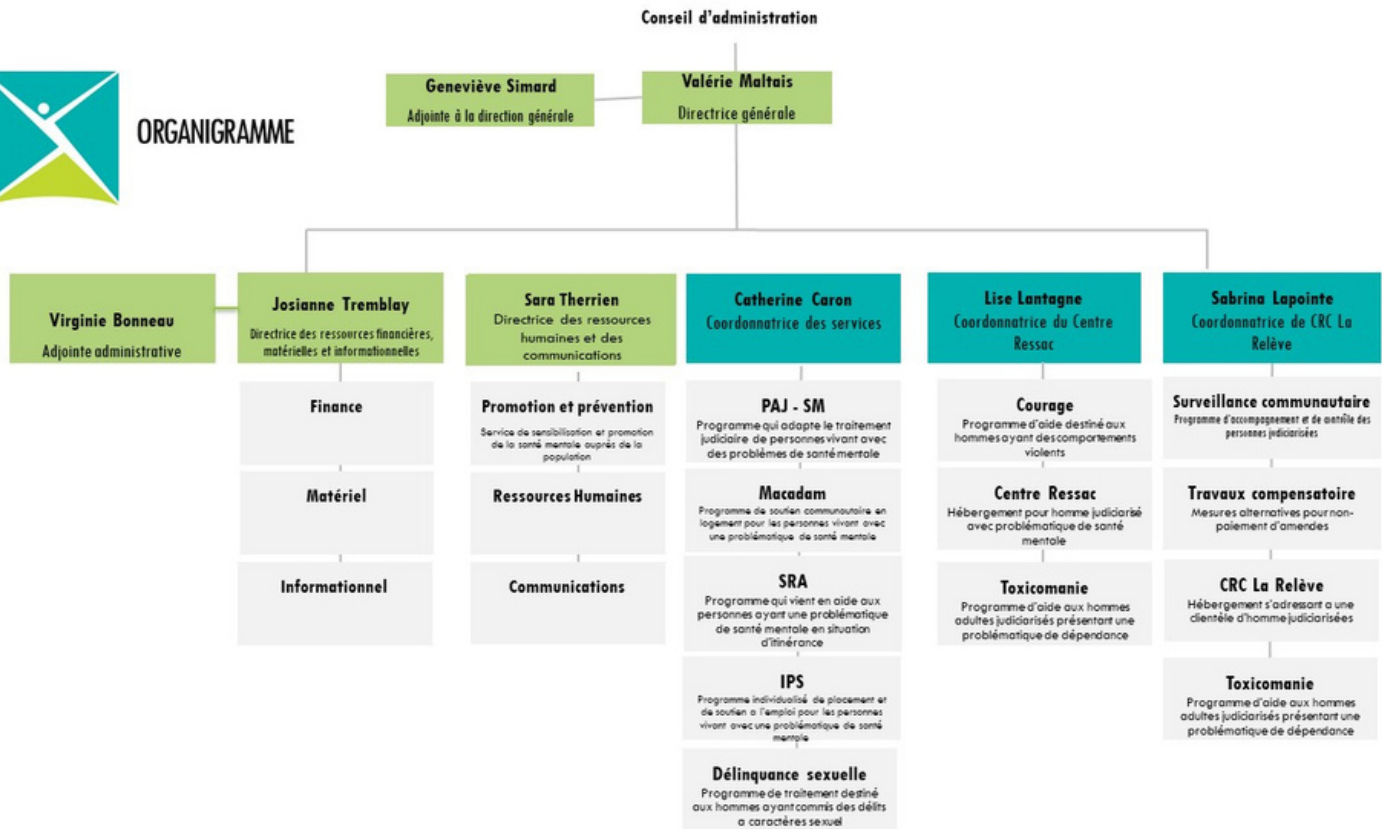 Conseil d'administration
Geneviève Simard
Adjointe à la direction générale
Valérie Maltais
Directrice générale
ORGANIGRAMME
Virginie Bonneau
Adjointe administrative
Josianne Tremblay
Directrice des ressources financières,
matérielles et informationnelles
Finance
Matériel
Informationnel
Sara Therrien
Directrice des ressources
humaines et des
communications
Promotion et prévention
Service de sensibilisation et promotion
de la santé mentale auprés de la
population
Ressources Humaines
Communications
Catherine Caron
Coordonnatrice des services
PAJ - SM
Programme qui adapte le traitement
judiciaire de personnes vivant avec
des problèmes de santé mentale
Macadam
Programme de soutien communautaire en
logement pour les personnes vivant avec
une problématique de santé mentale
SRA
Programme qui vient en aide aux
personnes ayant une problématique
de santé mentale en situation
d'itinérance
IPS
Programme individualisé de placement et
de soutien a l'emploi pour les personnes
vivant avec une problématique de santé
mentale
Délinquance sexuelle
Programme de traitement destiné
aux hommes ayant commis des délits
a caractères sexuel
Lise Lantagne
Coordonnatrice du Centre
Ressac
Courage
Programme d'aide destiné aux
hommes ayant des comportements
violents
Centre Ressac
Hébergement pour homme judiciarisé
avec problématique de santé
mentale
Toxicomanie
Programme d'aide aux hommes
adultes judiciarisés présentant une
problématique de dépendance
Sabrina Lapointe
Coordonnatrice de CRC La
Relève
Surveillance communautaire
Programme d'accompagnement et de contrôle des
personnes judiciarisées
Travaux compensatoire
Mesures alternatives pour non-
paiement d'amendes
CRC La Relève
Hébergement s'adressant a une
clientèle d'homme judiciarisées
Toxicomanie
Programme d'aide aux hommes
adultes judiciarisés présentant une
problématique de dépendance